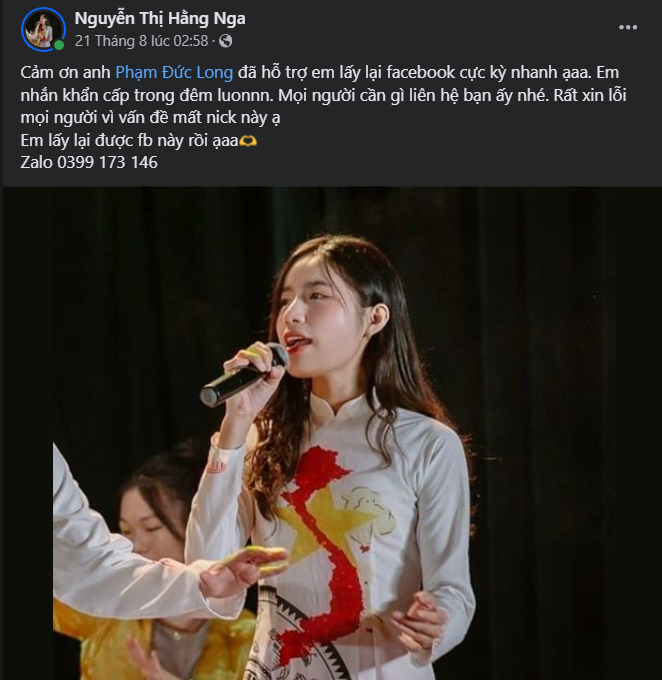 Nguyễn Thị Hằng Nga
21 Tháng 8 lúc 02:58 ·
Cảm ơn anh Phạm Đức Long đã hỗ trợ em lấy lại facebook cực kỳ nhanh ạaa. Em
nhắn khẩn cấp trong đêm luonnn. Mọi người cần gì liên hệ bạn ấy nhé. Rất xin lỗi
mọi người vì vấn đề mất nick này ạ
Em lấy lại được fb này rồi ạaa🫶
Zalo 0399 173 146